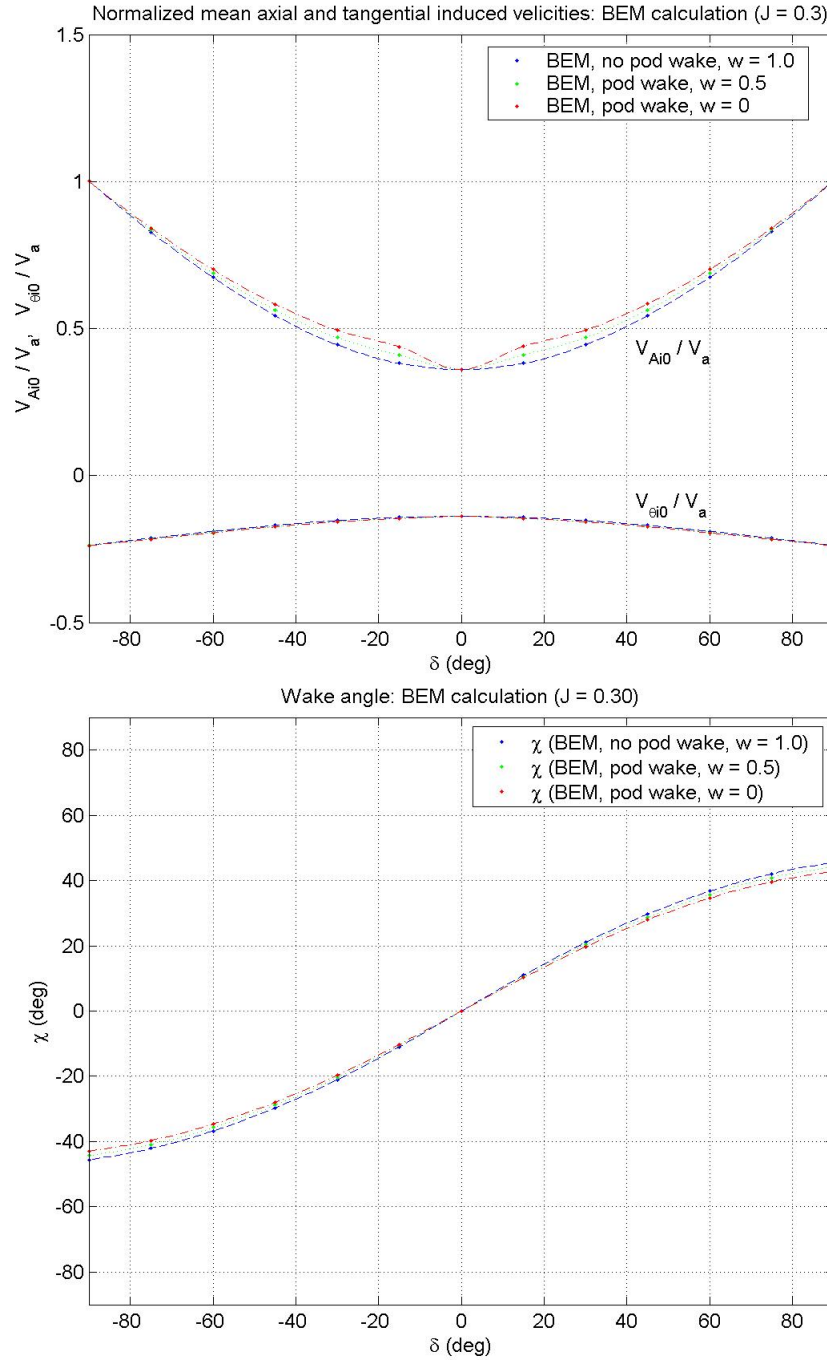 Normalized mean axial and tangential induced velicities: BEM calculation (J = 0.3)
1.5
BEM, no pod wake, w = 1.0
BEM, pod wake, w = 0.5
BEM, pod wake, w = 0
1
V_Ai0 / V_a, V_θi0 / V_a
0.5
V_Ai0 / V_a
0
V_θi0 / V_a
-0.5
-80 -60 -40 -20 0 20 40 60 80
δ (deg)
Wake angle: BEM calculation (J = 0.30)
80
χ (BEM, no pod wake, w = 1.0)
χ (BEM, pod wake, w = 0.5)
χ (BEM, pod wake, w = 0)
60
40
20
χ (deg)
0
-20
-40
-60
-80
-80 -60 -40 -20 0 20 40 60 80
δ (deg)